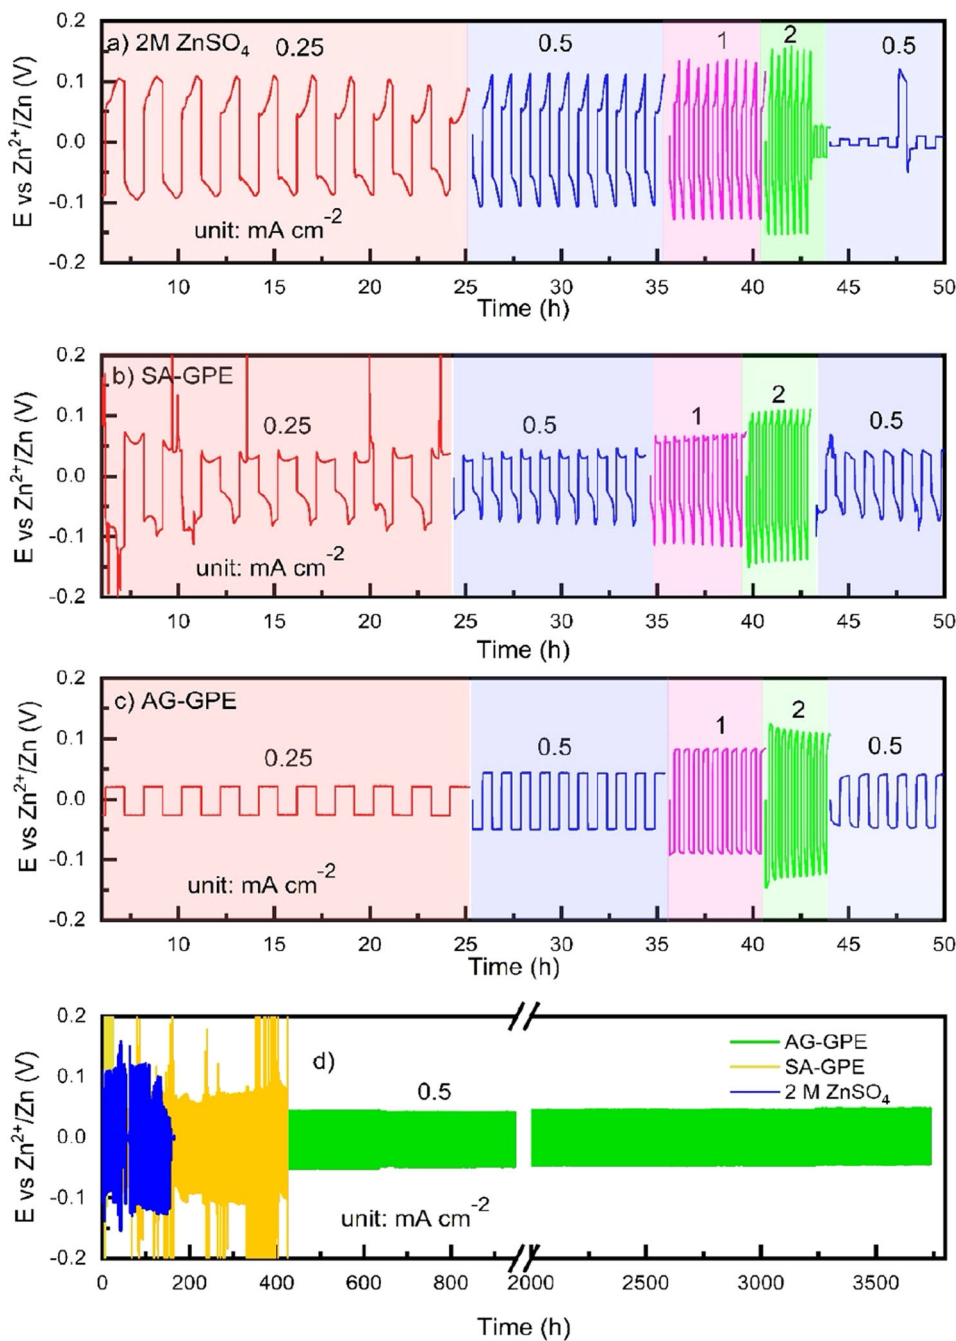 a) 2M ZnSO4
0.25
0.5
1
2
0.5
unit: mA cm-2
E vs Zn2+/Zn (V)
0.2
0.1
0.0
-0.1
-0.2
10 15 20 25 30 35 40 45 50
Time (h)
b) SA-GPE
0.25
0.5
1
2
0.5
unit: mA cm-2
E vs Zn2+/Zn (V)
0.2
0.1
0.0
-0.1
-0.2
10 15 20 25 30 35 40 45 50
Time (h)
c) AG-GPE
0.25
0.5
1
2
0.5
unit: mA cm-2
E vs Zn2+/Zn (V)
0.2
0.1
0.0
-0.1
-0.2
10 15 20 25 30 35 40 45 50
Time (h)
d)
AG-GPE
SA-GPE
2 M ZnSO4
0.5
unit: mA cm-2
E vs Zn2+/Zn (V)
0.2
0.1
0.0
-0.1
-0.2
0 200 400 600 800 2000 2500 3000 3500
Time (h)